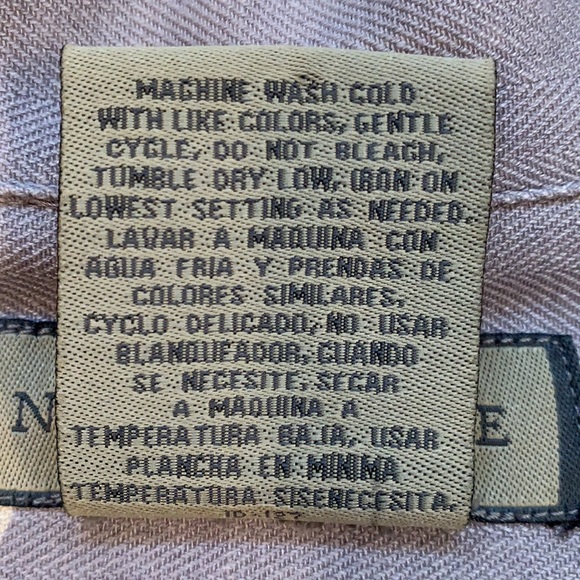 MACHINE WASH COLD
WITH LIKE COLORS, GENTLE
CYCLE, DO NOT BLEACH,
TUMBLE DRY LOW, IRON ON
LOWEST SETTING AS NEEDED.
LAVAR A MAQUINA CON
AGUA FRIA Y PRENDAS DE
COLORES SIMILARES,
CYCLO DELICADO, NO USAR
BLANQUEADOR, CUANDO
SE NECESITE, SECAR
A MAQUINA A
TEMPERATURA BAJA, USAR
PLANCHA EN MINIMA
TEMPERATURA SISENECESITA.